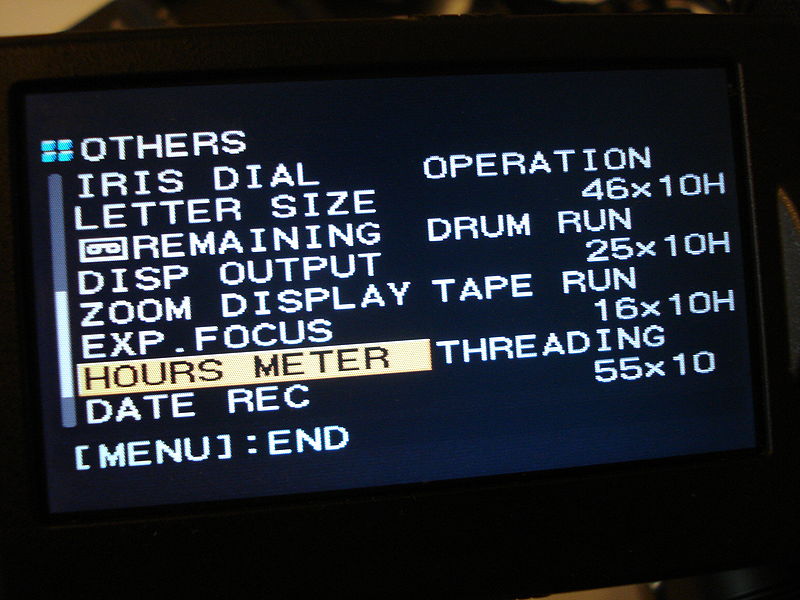 OTHERS
IRIS DIAL
LETTER SIZE
REMAINING
DISP OUTPUT
ZOOM DISPLAY
EXP.FOCUS
HOURS METER
DATE REC
[MENU]:END
OPERATION
46x10H
DRUM RUN
25x10H
TAPE RUN
16x10H
THREADING
55x10